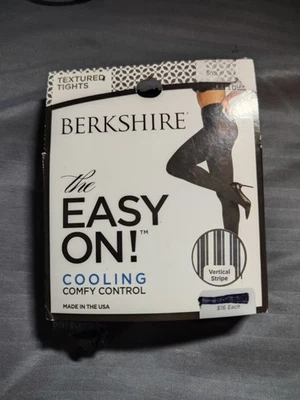 TEXTURED
TIGHTS
BERKSHIRE
the
EASY
ON!™
COOLING
COMFY CONTROL
MADE IN THE USA
Vertical
Stripe
$16 Each